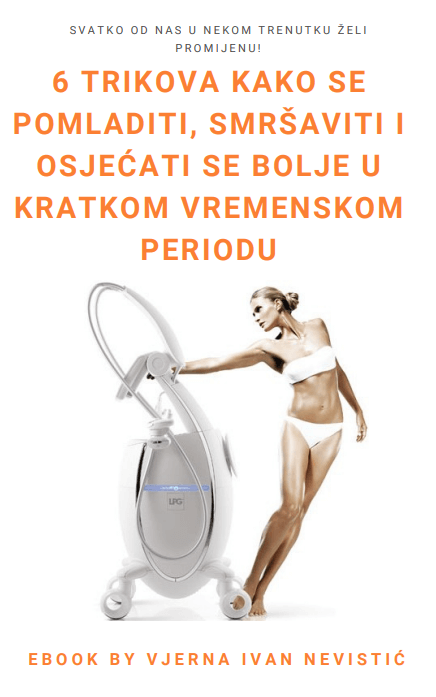 SVATKO OD NAS U NEKOM TRENUTKU ŽELI
PROMIJENU!
6 TRIKOVA KAKO SE
POMLADITI, SMRŠAVITI I
OSJEĆATI SE BOLJE U
KRATKOM VREMENSKOM
PERIODU
LPG
EBOOK BY VJERNA IVAN NEVISTIĆ